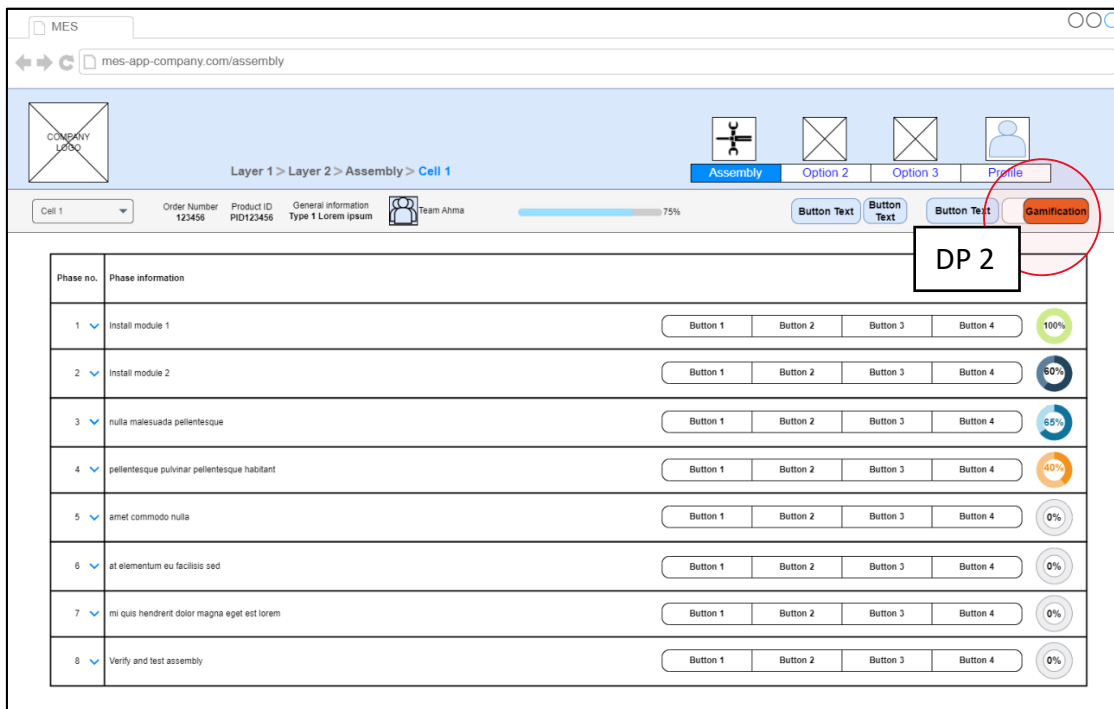 MES
mes-app-company.com/assembly
COMPANY
LOGO
Layer 1 > Layer 2 > Assembly > Cell 1
Assembly Option 2 Option 3 Profile
Cell 1
Order Number
123456
Product ID
PID123456
General information
Type 1 Lorem ipsum
Team Ahma
75%
Button Text
Button
Text
Button Text
Gamification
DP 2
Phase no. Phase information
1 Install module 1 Button 1 Button 2 Button 3 Button 4 100%
2 Install module 2 Button 1 Button 2 Button 3 Button 4 60%
3 nulla malesuada pellentesque Button 1 Button 2 Button 3 Button 4 65%
4 pellentesque pulvinar pellentesque habitant Button 1 Button 2 Button 3 Button 4 40%
5 amet commodo nulla Button 1 Button 2 Button 3 Button 4 0%
6 at elementum eu facilisis sed Button 1 Button 2 Button 3 Button 4 0%
7 mi quis hendrerit dolor magna eget est lorem Button 1 Button 2 Button 3 Button 4 0%
8 Verify and test assembly Button 1 Button 2 Button 3 Button 4 0%